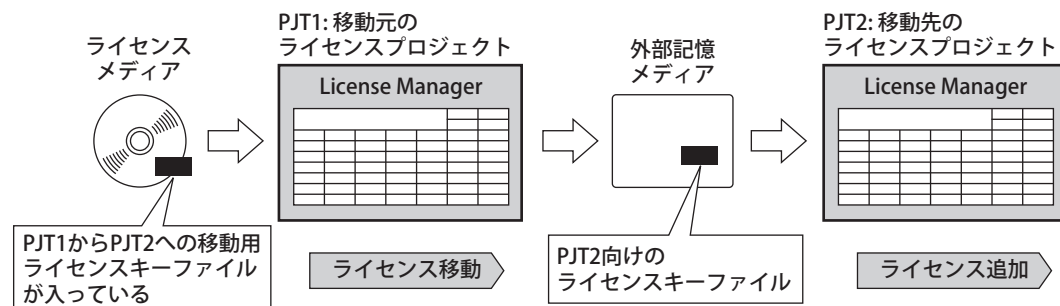 ライセンス
メディア
PJT1: 移動元の
ライセンスプロジェクト
License Manager
外部記憶
メディア
PJT2: 移動先の
ライセンスプロジェクト
License Manager
PJT1からPJT2への移動用
ライセンスキーファイル
が入っている
ライセンス移動
PJT2向けの
ライセンスキーファイル
ライセンス追加